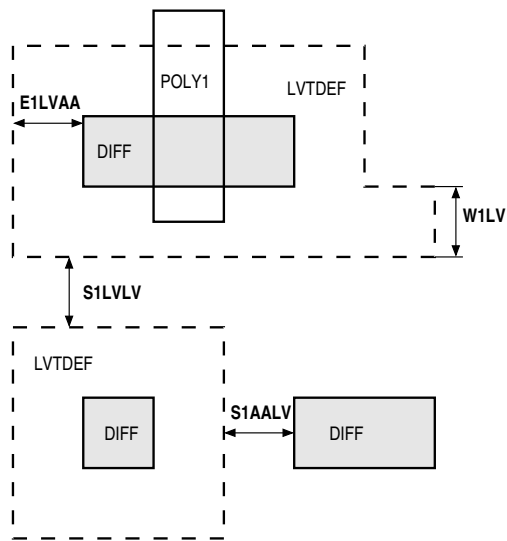 POLY1
LVTDEF
E1LVAA
DIFF
W1LV
S1LVLV
LVTDEF
S1AALV
DIFF
DIFF